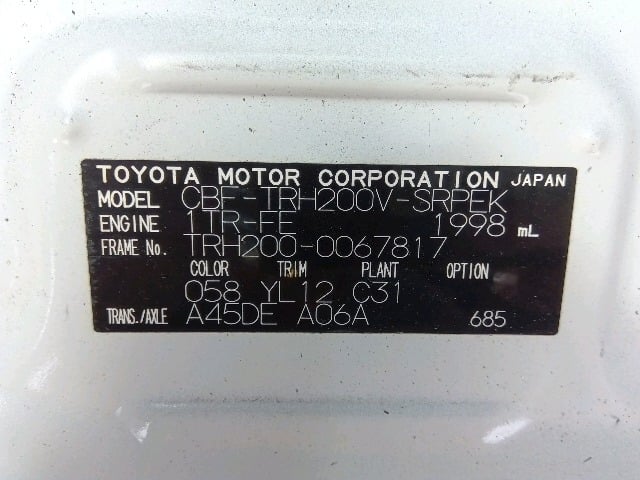 TOYOTA MOTOR CORPORATION JAPAN
MODEL CBF-TRH200V-SRPEK
ENGINE 1TR-FE 1998 mL
FRAME No. TRH200-0067817
COLOR TRIM PLANT OPTION
058 YL12 C31
TRANS./AXLE A45DE A06A 685